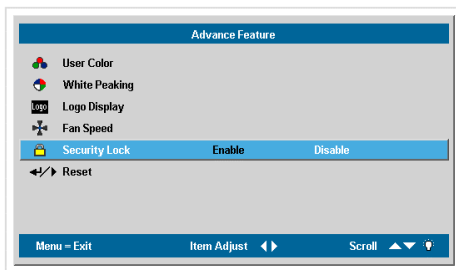 Advance Feature
User Color
White Peaking
Logo Logo Display
Fan Speed
Security Lock Enable Disable
Reset
Menu = Exit Item Adjust Scroll